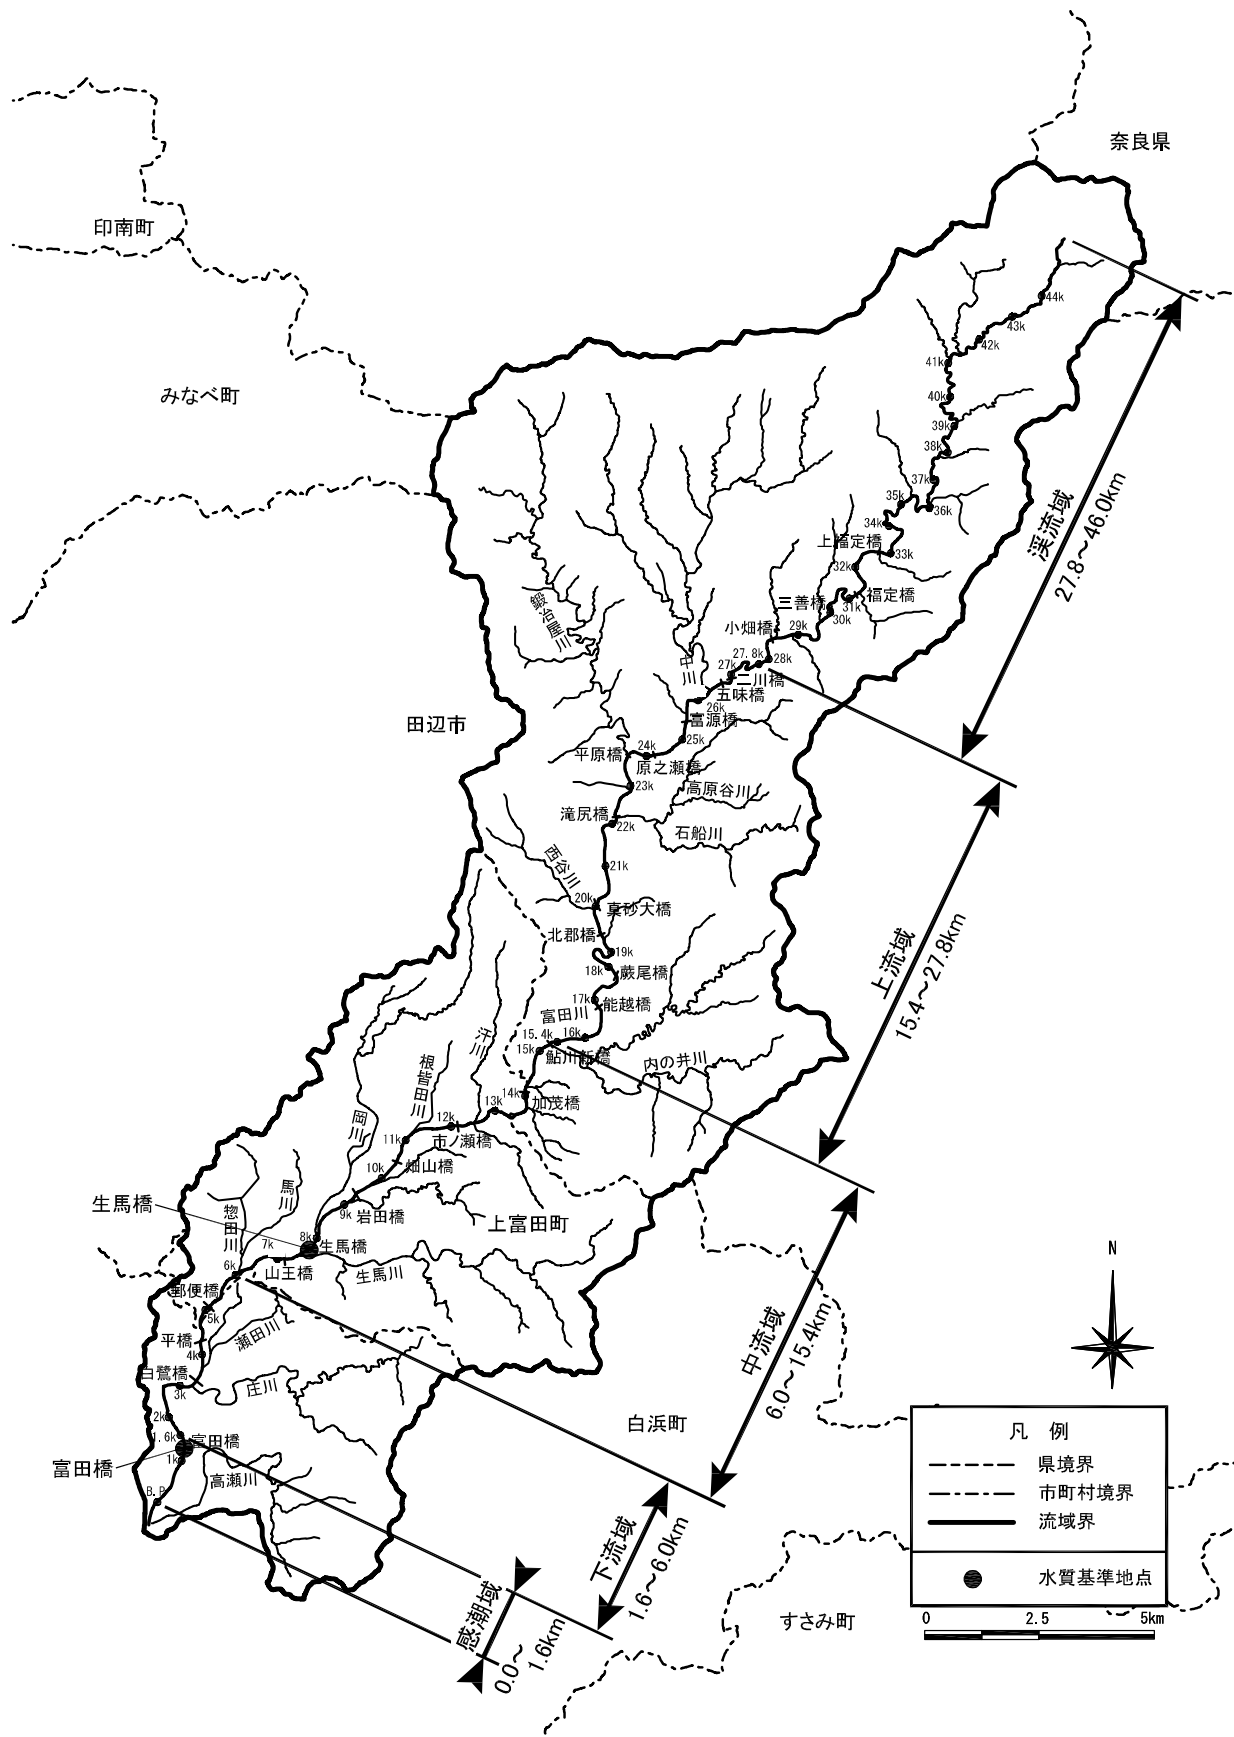 奈良県
印南町
みなべ町
44k
43k
42k
41k
40k
39k
38k
37k
36k
35k
34k
上福定橋
33k
32k
渓流域
27.8～46.0km
福定橋
31k
三善橋
30k
鍛治屋川
小畑橋
29k
27.8k
28k
中川
27k
二川橋
五味橋
26k
田辺市
富源橋
25k
24k
平原橋
原之瀬橋
23k
高原谷川
滝尻橋
22k
石船川
西谷川
21k
20k
真砂大橋
北郡橋
19k
18k
蕨尾橋
上流域
15.4～27.8km
17k
能越橋
富田川
16k
15.4k
15k
鮎川新橋
汗川
内の井川
根皆田川
14k
加茂橋
13k
12k
岡川
11k
市ノ瀬橋
10k
畑山橋
馬川
生馬橋
惣田川
9k
岩田橋
上富田町
8k
生馬橋
7k
山王橋
生馬川
6k
郵便橋
5k
瀬田川
平橋
4k
白鷺橋
3k
庄川
中流域
6.0～15.4km
2k
1.6k
富田橋
白浜町
富田橋
1k
高瀬川
B.P
下流域
1.6～6.0km
感潮域
0.0～
1.6km
すさみ町
N
凡 例
県境界
市町村境界
流域界
水質基準地点
0 2.5 5km